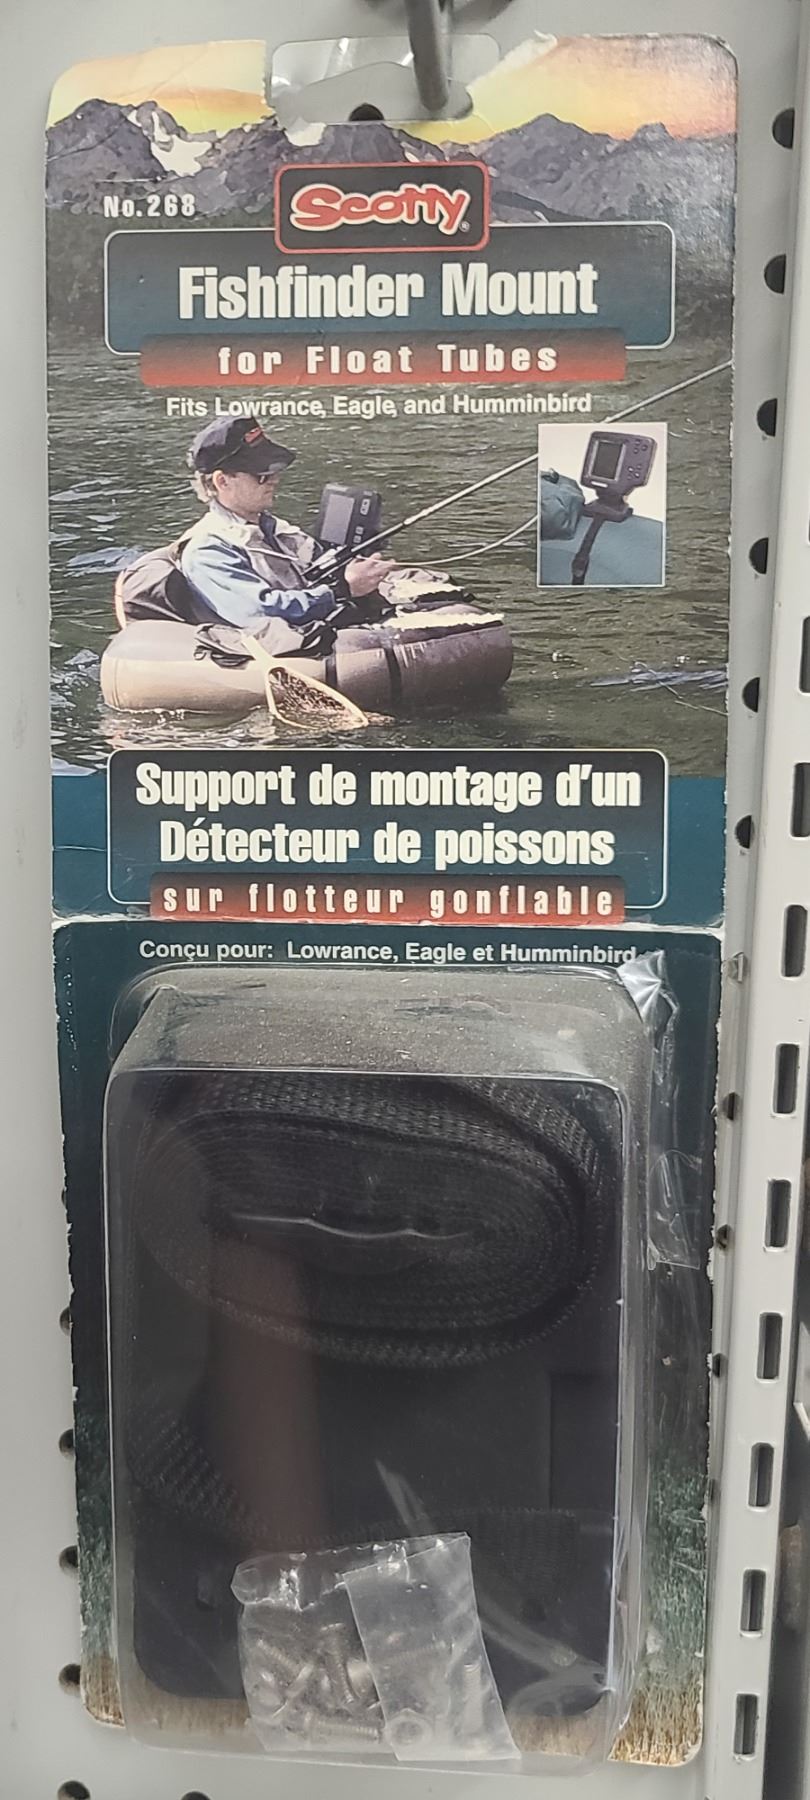 No.268
Scotty®
Fishfinder Mount
for Float Tubes
Fits Lowrance, Eagle, and Humminbird
Support de montage d'un
Détecteur de poissons
sur flotteur gonflable
Conçu pour: Lowrance, Eagle et Humminbird